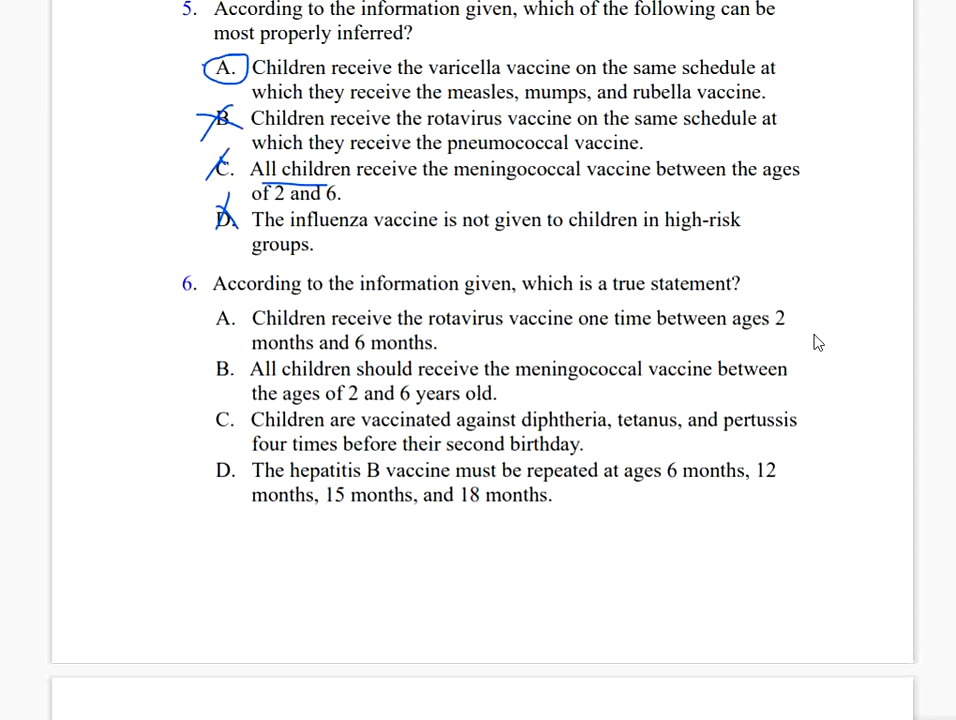 5. According to the information given, which of the following can be
most properly inferred?
A. Children receive the varicella vaccine on the same schedule at
which they receive the measles, mumps, and rubella vaccine.
B. Children receive the rotavirus vaccine on the same schedule at
which they receive the pneumococcal vaccine.
C. All children receive the meningococcal vaccine between the ages
of 2 and 6.
D. The influenza vaccine is not given to children in high-risk
groups.
6. According to the information given, which is a true statement?
A. Children receive the rotavirus vaccine one time between ages 2
months and 6 months.
B. All children should receive the meningococcal vaccine between
the ages of 2 and 6 years old.
C. Children are vaccinated against diphtheria, tetanus, and pertussis
four times before their second birthday.
D. The hepatitis B vaccine must be repeated at ages 6 months, 12
months, 15 months, and 18 months.